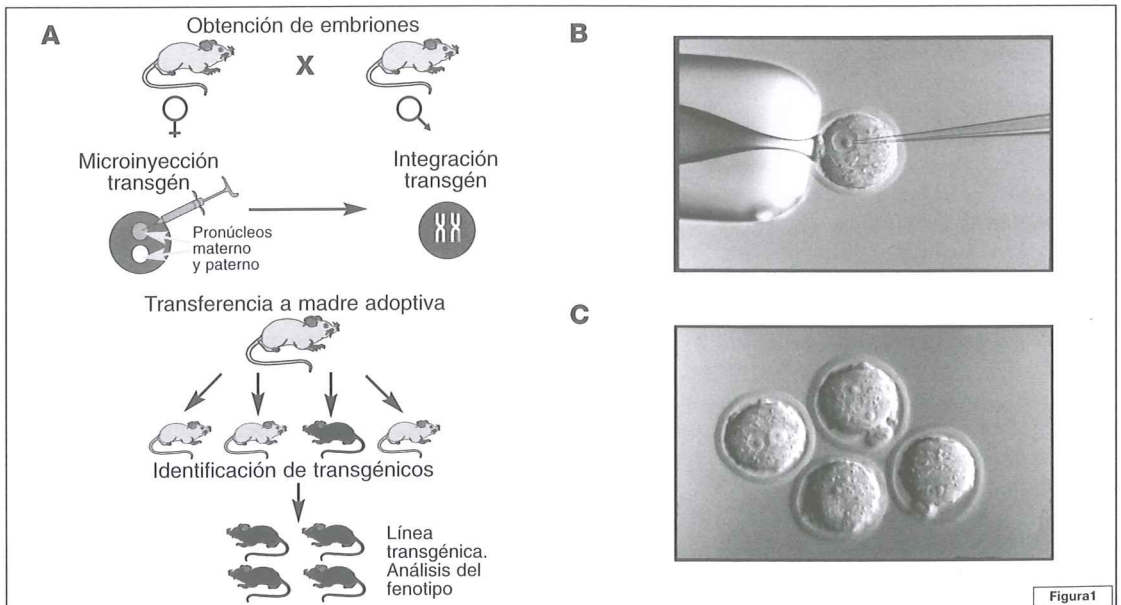 A
Obtención de embriones
X
Microinyección
transgén
Integración
transgén
Pronúcleos
materno
y paterno
Transferencia a madre adoptiva
Identificación de transgénicos
Línea
transgénica.
Análisis del
fenotipo
B
C
Figura1